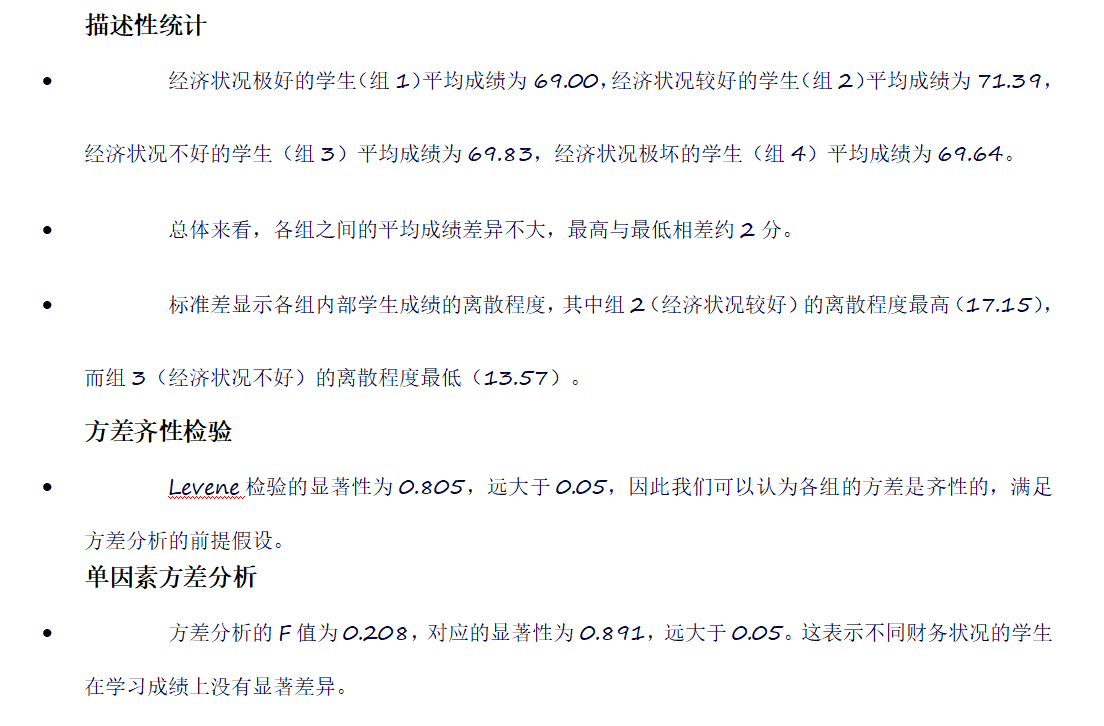 描述性统计
• 经济状况极好的学生（组 1）平均成绩为 69.00，经济状况较好的学生（组 2）平均成绩为 71.39，
经济状况不好的学生（组 3）平均成绩为 69.83，经济状况极坏的学生（组 4）平均成绩为 69.64。
• 总体来看，各组之间的平均成绩差异不大，最高与最低相差约 2 分。
• 标准差显示各组内部学生成绩的离散程度，其中组 2（经济状况较好）的离散程度最高（17.15），
而组 3（经济状况不好）的离散程度最低（13.57）。
方差齐性检验
• Levene 检验的显著性为 0.805，远大于 0.05，因此我们可以认为各组的方差是齐性的，满足
方差分析的前提假设。
单因素方差分析
• 方差分析的 F 值为 0.208，对应的显著性为 0.891，远大于 0.05。这表示不同财务状况的学生
在学习成绩上没有显著差异。